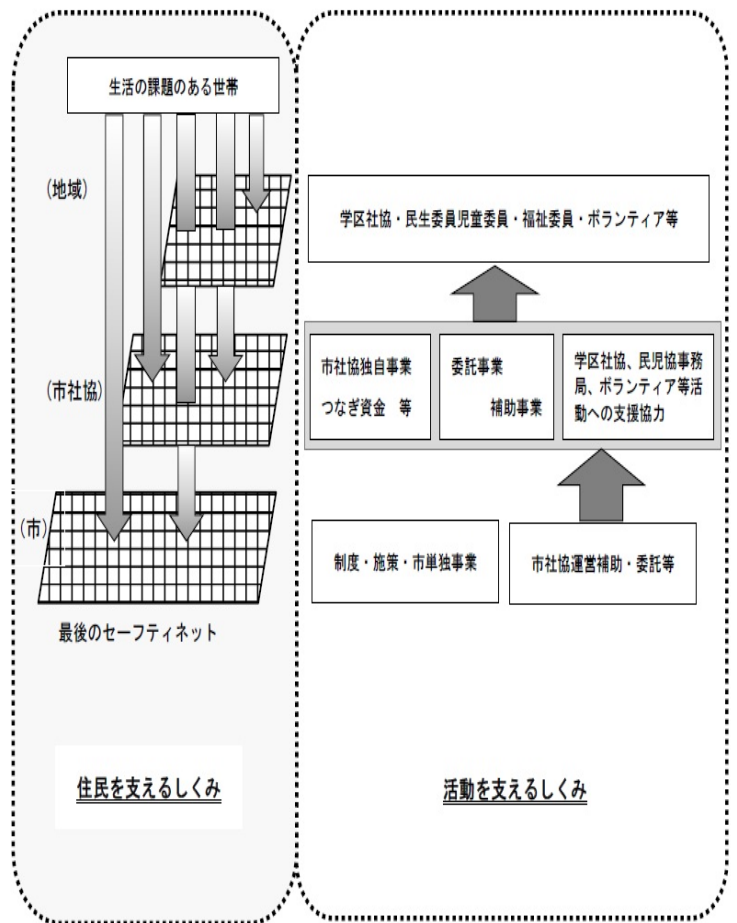 生活の課題のある世帯
（地域）
（市社協）
（市）
最後のセーフティネット
住民を支えるしくみ
学区社協・民生委員児童委員・福祉委員・ボランティア等
市社協独自事業
つなぎ資金　等
委託事業
補助事業
学区社協、民児協事務
局、ボランティア等活
動への支援協力
制度・施策・市単独事業
市社協運営補助・委託等
活動を支えるしくみ